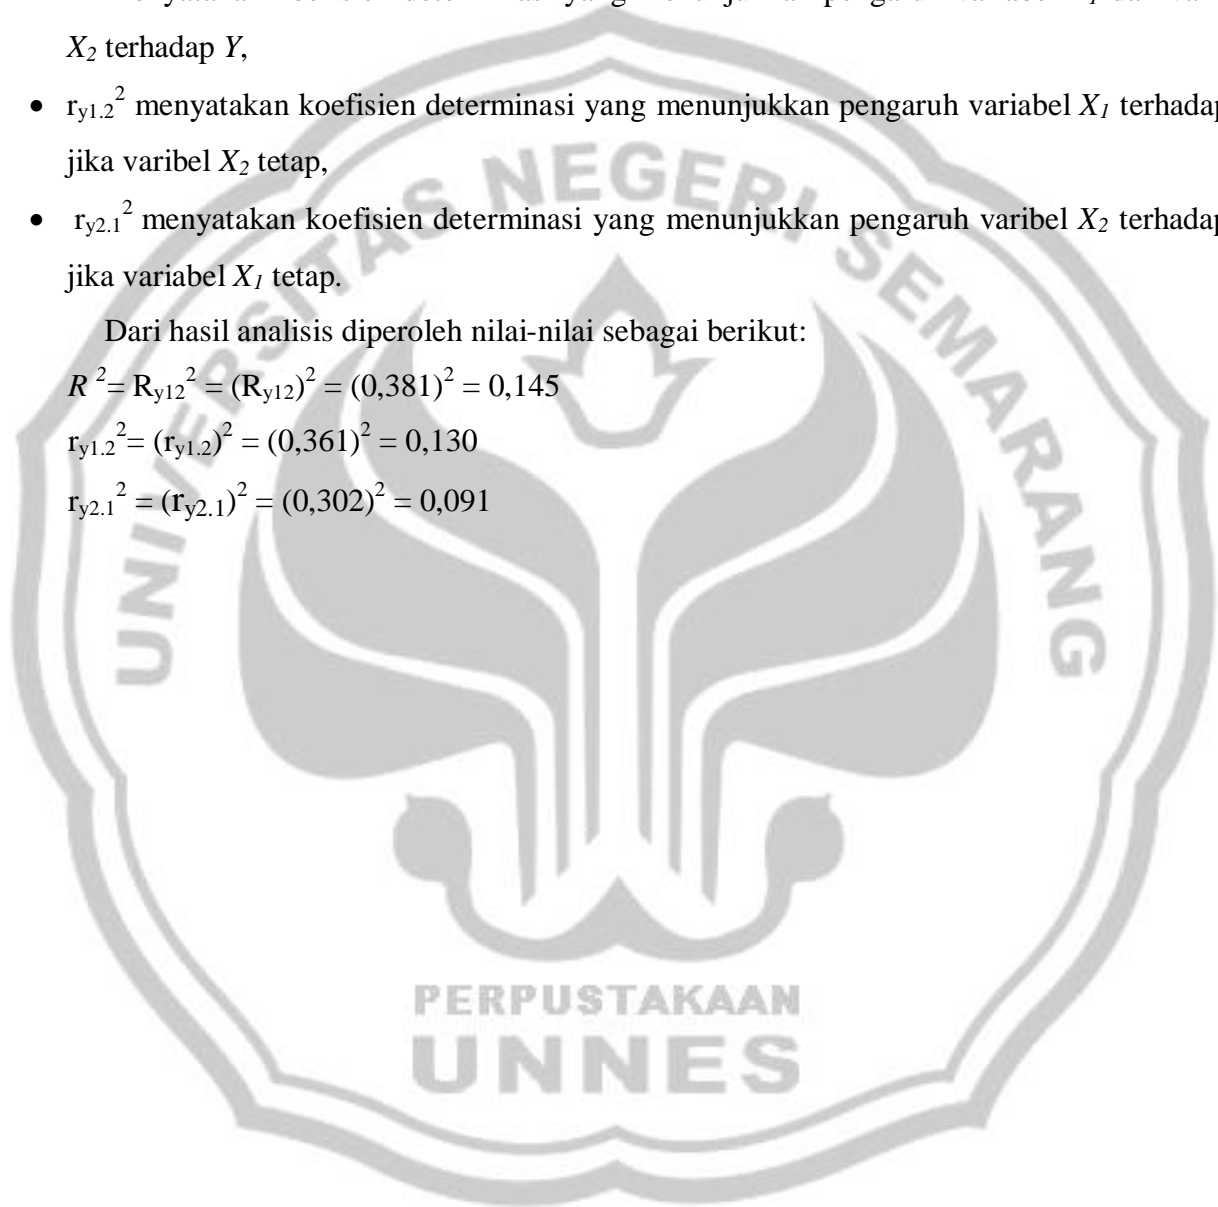 X₂ terhadap Y,
• r_y1.2² menyatakan koefisien determinasi yang menunjukkan pengaruh variabel X₁ terhadap
jika varibel X₂ tetap,
• r_y2.1² menyatakan koefisien determinasi yang menunjukkan pengaruh varibel X₂ terhadap
jika variabel X₁ tetap.
Dari hasil analisis diperoleh nilai-nilai sebagai berikut:
R ²= R_y12² = (R_y12)² = (0,381)² = 0,145
r_y1.2²= (r_y1.2)² = (0,361)² = 0,130
r_y2.1² = (r_y2.1)² = (0,302)² = 0,091
UNIVERSITAS NEGERI SEMARANG
PERPUSTAKAAN
UNNES